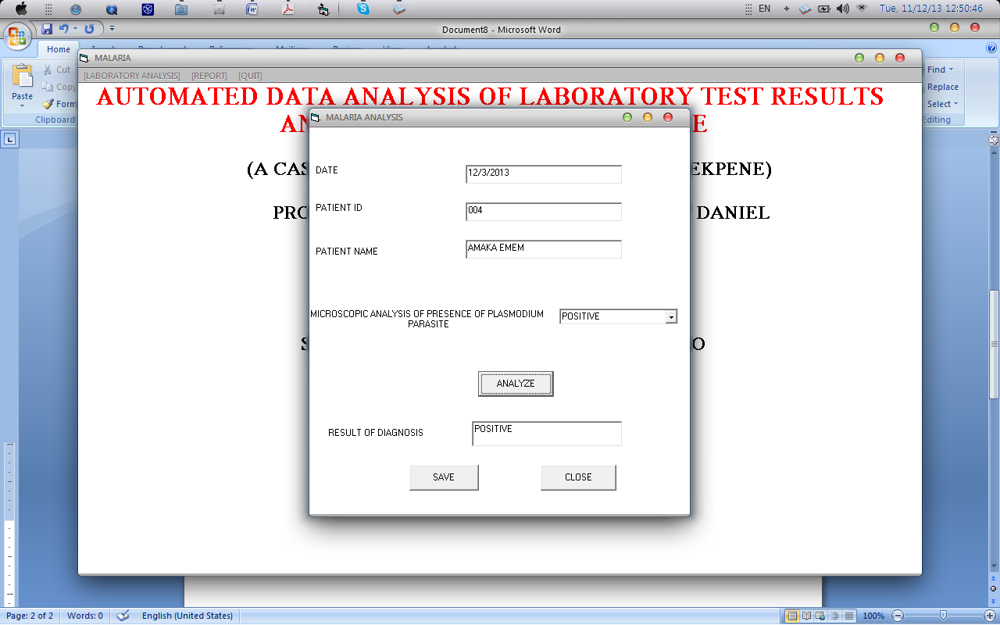 EN
Tue, 11/12/13 12:50:46
Document8 - Microsoft Word
Home
Cut
Copy
Paste
Form
Clipboard
Find
Replace
Select
Editing
MALARIA
[LABORATORY ANALYSIS] [REPORT] [QUIT]
AUTOMATED DATA ANALYSIS OF LABORATORY TEST RESULTS
(A CAS
EKPENE)
PRO
DANIEL
MALARIA ANALYSIS
DATE 12/3/2013
PATIENT ID 004
PATIENT NAME AMAKA EMEM
MICROSCOPIC ANALYSIS OF PRESENCE OF PLASMODIUM
PARASITE
POSITIVE
ANALYZE
RESULT OF DIAGNOSIS POSITIVE
SAVE CLOSE
Page: 2 of 2 Words: 0 English (United States) 100%